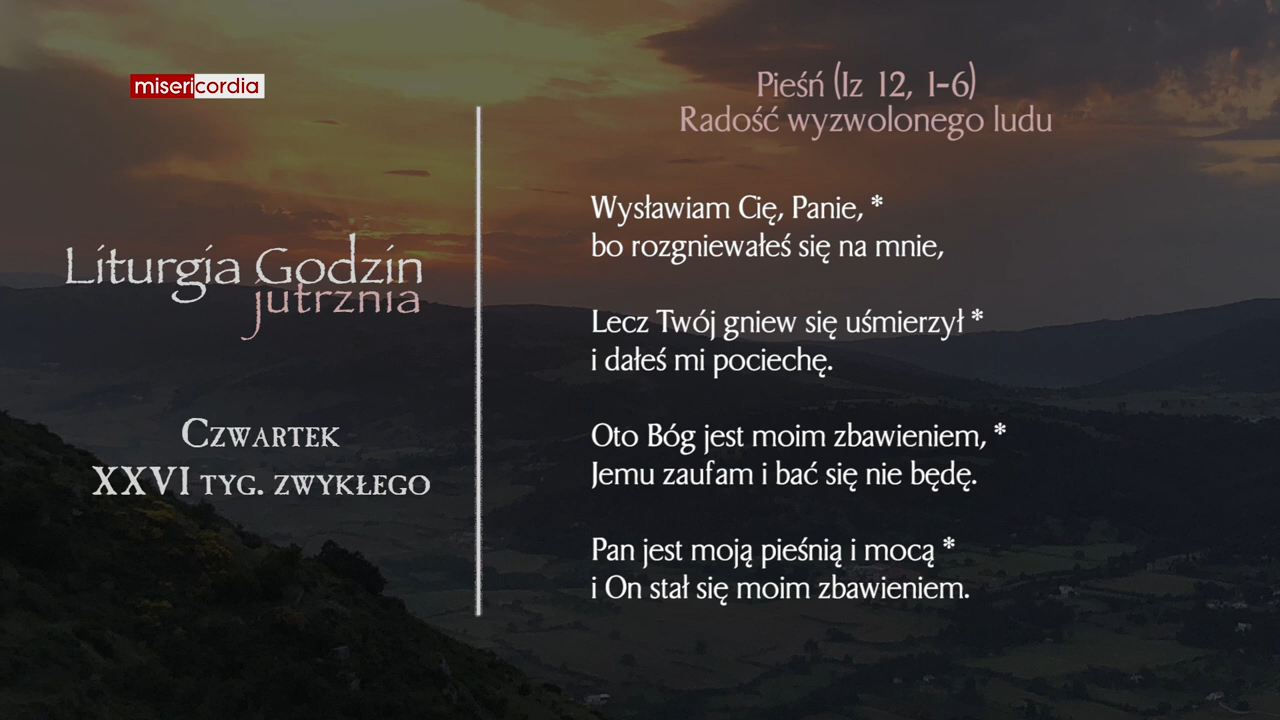 misericordia
Liturgia Godzin
jutrznia
Czwartek
XXVI tyg. zwykłego
Pieśń (Iz 12, 1-6)
Radość wyzwolonego ludu
Wysławiam Cię, Panie, *
bo rozgniewałeś się na mnie,
Lecz Twój gniew się uśmierzył *
i dałeś mi pociechę.
Oto Bóg jest moim zbawieniem, *
Jemu zaufam i bać się nie będę.
Pan jest moją pieśnią i mocą *
i On stał się moim zbawieniem.